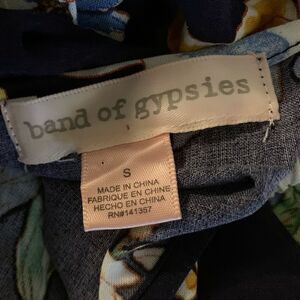 band of gypsies
S
MADE IN CHINA
FABRIQUE EN CHINE
HECHO EN CHINA
RN#141357